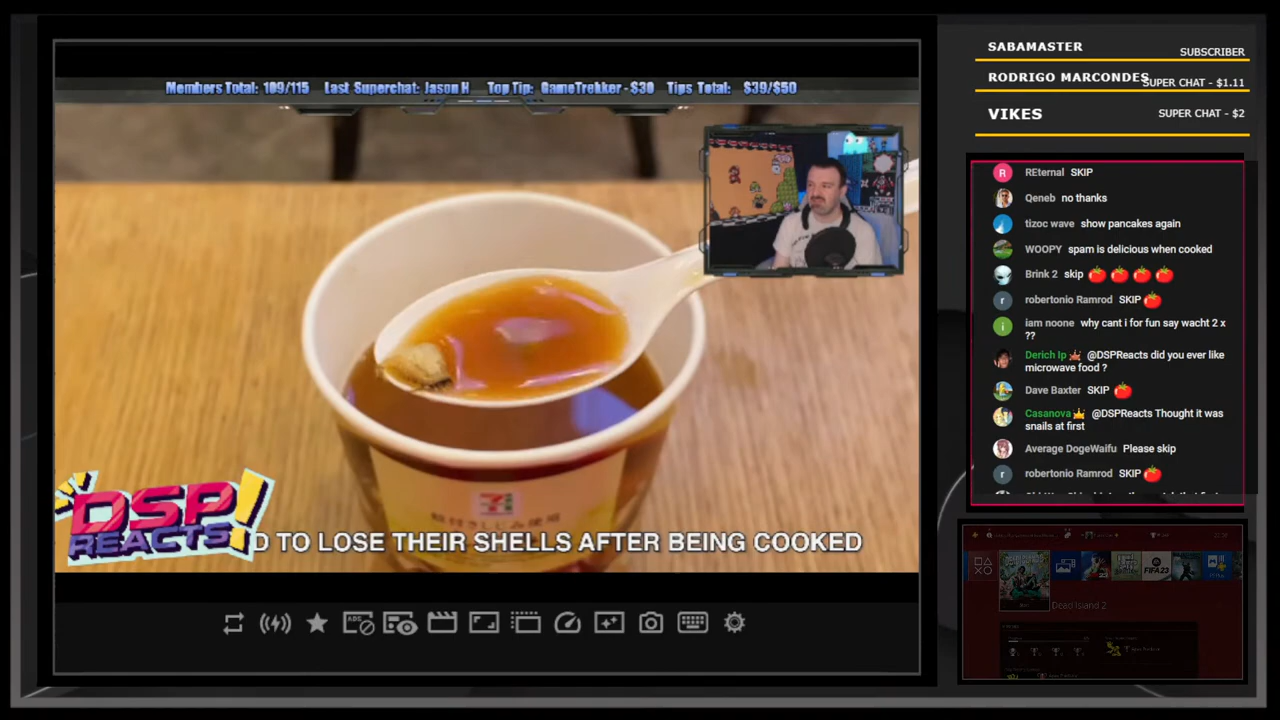 Members Total: 109/115 Last Superchat: Jason H Top Tip: GameTrekker - $30 Tips Total: $39/$50
D TO LOSE THEIR SHELLS AFTER BEING COOKED
DSP
REACTS!
SABAMASTER SUBSCRIBER
RODRIGO MARCONDES SUPER CHAT - $1.11
VIKES SUPER CHAT - $2
R REternal SKIP
Qeneb no thanks
tizoc wave show pancakes again
WOOPY spam is delicious when cooked
Brink 2 skip 🍅 🍅 🍅 🍅
r robertonio Ramrod SKIP 🍅
i iam noone why cant i for fun say wacht 2 x
??
Derich Ip @DSPReacts did you ever like
microwave food ?
Dave Baxter SKIP 🍅
Casanova @DSPReacts Thought it was
snails at first
Average DogeWaifu Please skip
r robertonio Ramrod SKIP 🍅
FIFA 23
Dead Island 2